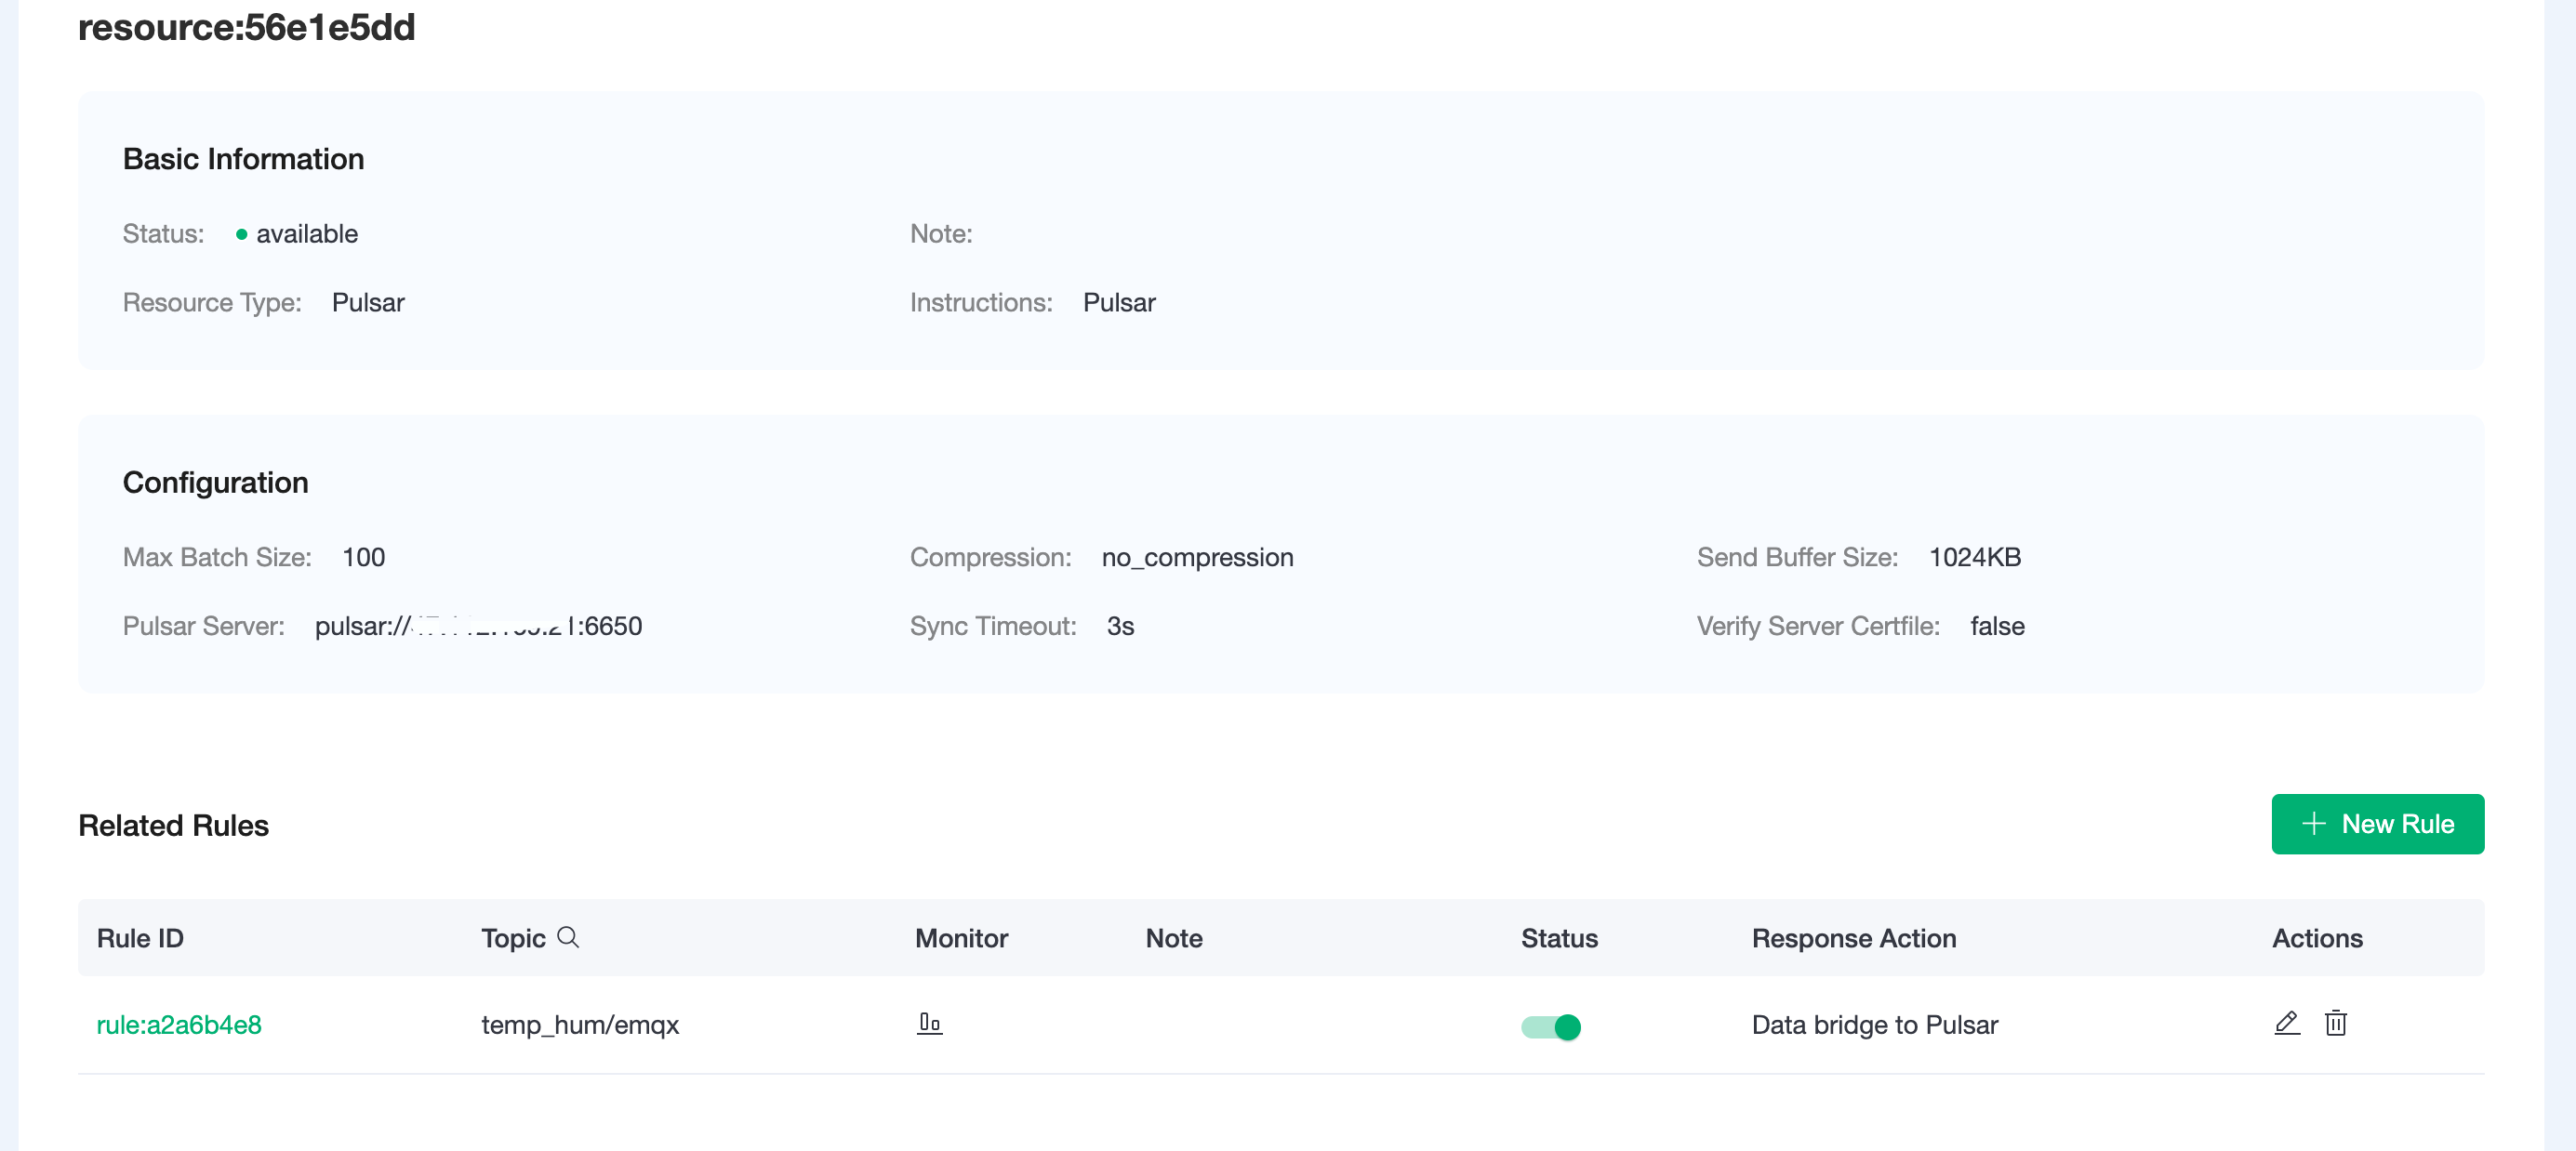 resource:56e1e5dd
Basic Information
Status: available Note:
Resource Type: Pulsar Instructions: Pulsar
Configuration
Max Batch Size: 100 Compression: no_compression Send Buffer Size: 1024KB
Pulsar Server: pulsar:// :6650 Sync Timeout: 3s Verify Server Certfile: false
Related Rules
New Rule
Rule ID Topic Monitor Note Status Response Action Actions
rule:a2a6b4e8 temp_hum/emqx Data bridge to Pulsar